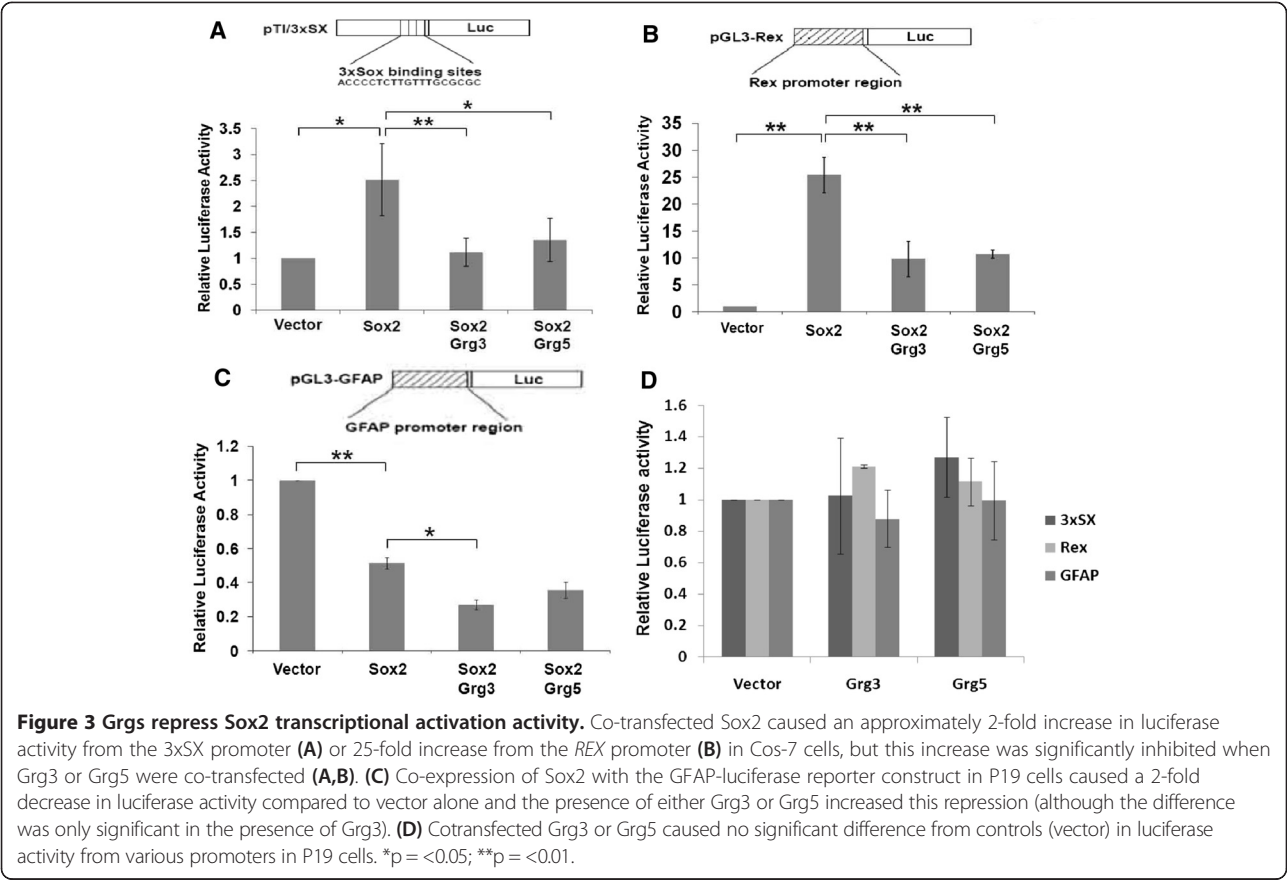 A
pTI/3xSX
Luc
3xSox binding sites
ACCCCTCTTGTTTGCGCGC
*
* **
Relative Luciferase Activity
3.5
3
2.5
2
1.5
1
0.5
0
Vector Sox2 Sox2 Sox2
Grg3 Grg5
B
pGL3-Rex
Luc
Rex promoter region
**
** **
Relative Luciferase Activity
35
30
25
20
15
10
5
0
Vector Sox2 Sox2 Sox2
Grg3 Grg5
C
pGL3-GFAP
Luc
GFAP promoter region
**
*
Relative Luciferase Activity
1.2
1
0.8
0.6
0.4
0.2
0
Vector Sox2 Sox2 Sox2
Grg3 Grg5
D
Relative Luciferase activity
1.6
1.4
1.2
1
0.8
0.6
0.4
0.2
0
Vector Grg3 Grg5
3xSX
Rex
GFAP
Figure 3 Grgs repress Sox2 transcriptional activation activity. Co-transfected Sox2 caused an approximately 2-fold increase in luciferase
activity from the 3xSX promoter (A) or 25-fold increase from the REX promoter (B) in Cos-7 cells, but this increase was significantly inhibited when
Grg3 or Grg5 were co-transfected (A,B). (C) Co-expression of Sox2 with the GFAP-luciferase reporter construct in P19 cells caused a 2-fold
decrease in luciferase activity compared to vector alone and the presence of either Grg3 or Grg5 increased this repression (although the difference
was only significant in the presence of Grg3). (D) Cotransfected Grg3 or Grg5 caused no significant difference from controls (vector) in luciferase
activity from various promoters in P19 cells. *p = <0.05; **p = <0.01.